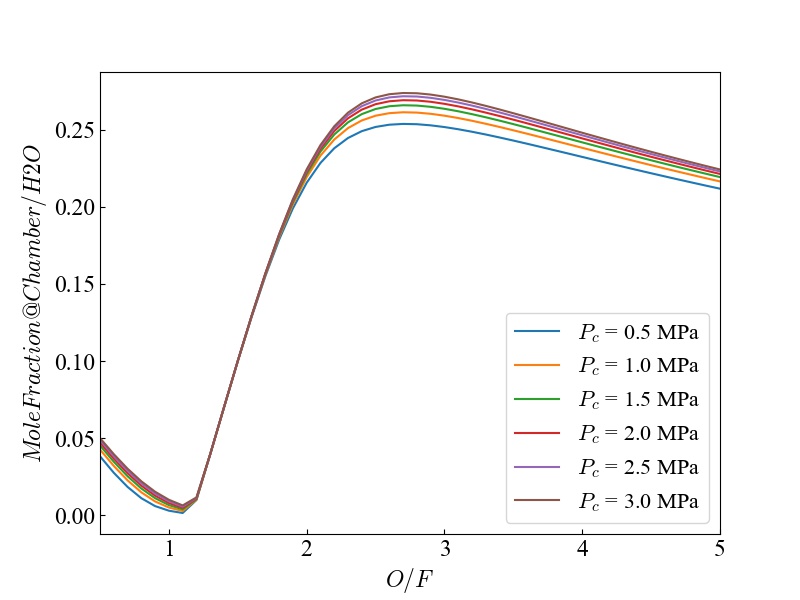 MoleFraction@Chamber/H2O
0.25
0.20
0.15
0.10
0.05
0.00
P_c = 0.5 MPa
P_c = 1.0 MPa
P_c = 1.5 MPa
P_c = 2.0 MPa
P_c = 2.5 MPa
P_c = 3.0 MPa
1 2 3 4 5
O/F